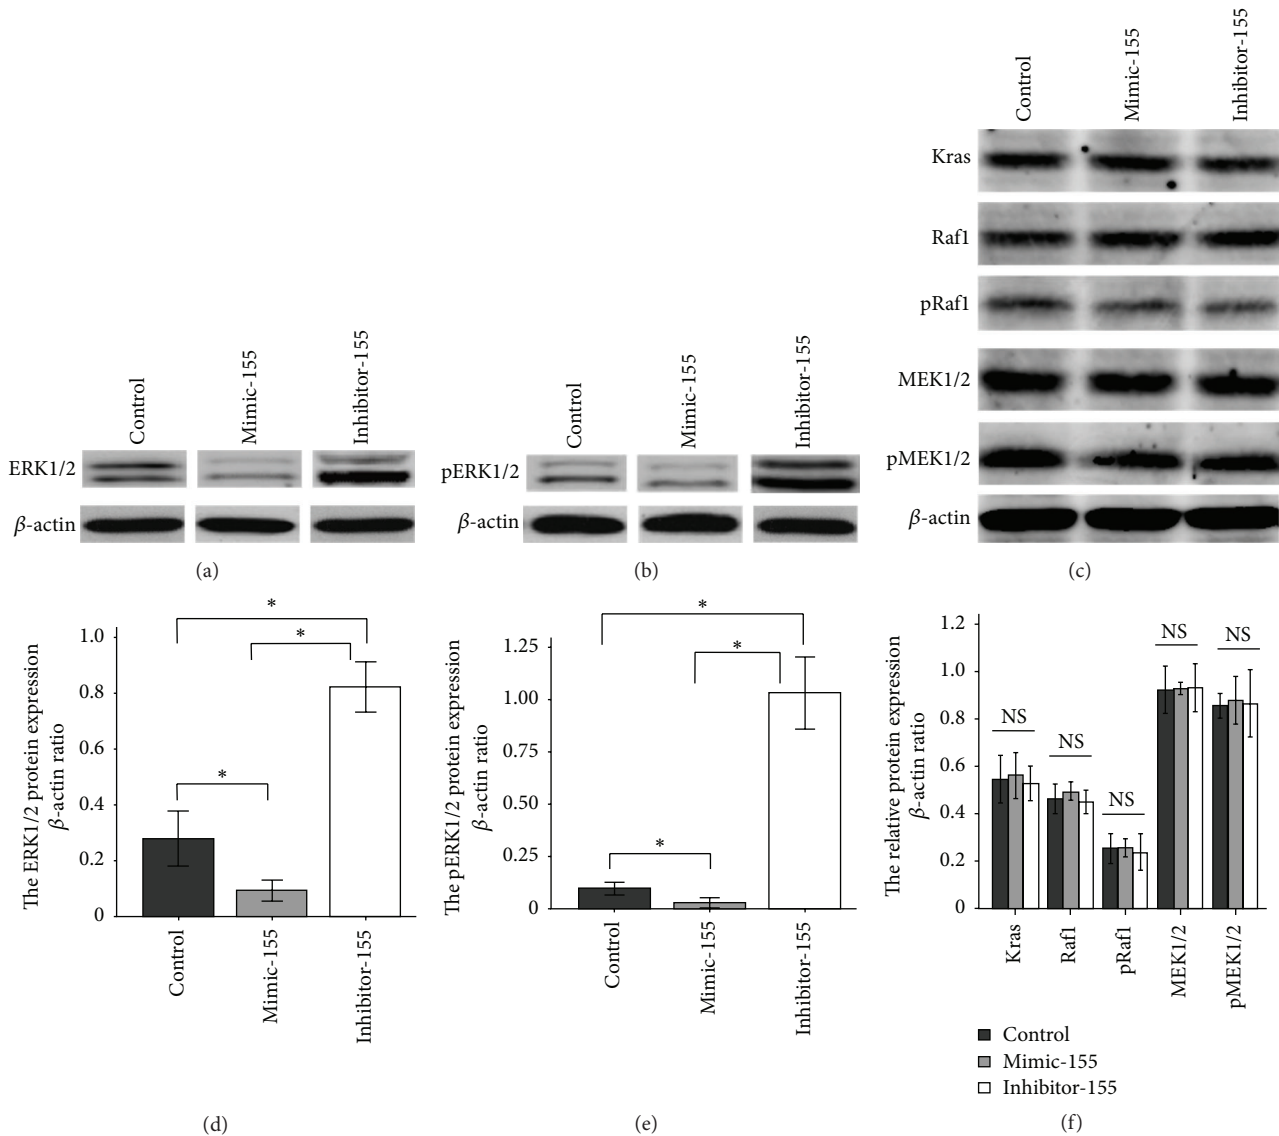 Control
Mimic-155
Inhibitor-155
ERK1/2
β-actin
(a)
Control
Mimic-155
Inhibitor-155
pERK1/2
β-actin
(b)
Control
Mimic-155
Inhibitor-155
Kras
Raf1
pRaf1
MEK1/2
pMEK1/2
β-actin
(c)
The ERK1/2 protein expression
β-actin ratio
1.0
0.8
0.6
0.4
0.2
0
*
*
*
Control
Mimic-155
Inhibitor-155
(d)
The pERK1/2 protein expression
β-actin ratio
1.25
1.00
0.75
0.50
0.25
0
*
*
*
Control
Mimic-155
Inhibitor-155
(e)
The relative protein expression
β-actin ratio
1.2
1.0
0.8
0.6
0.4
0.2
0
NS
NS
NS
NS
NS
Kras
Raf1
pRaf1
MEK1/2
pMEK1/2
Control
Mimic-155
Inhibitor-155
(f)